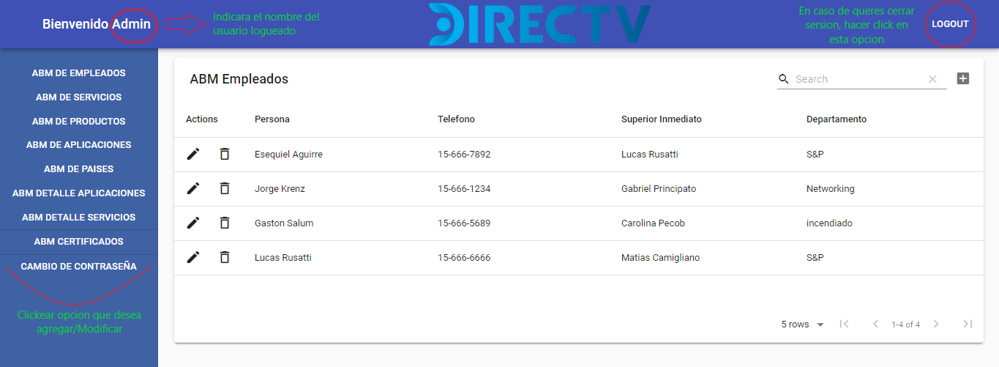 Bienvenido Admin
Indicara el nombre del
usuario logueado
DIRECTV
En caso de queres cerrar
sersion, hacer click en
esta opcion
LOGOUT
ABM DE EMPLEADOS
ABM DE SERVICIOS
ABM DE PRODUCTOS
ABM DE APLICACIONES
ABM DE PAISES
ABM DETALLE APLICACIONES
ABM DETALLE SERVICIOS
ABM CERTIFICADOS
CAMBIO DE CONTRASEÑA
Clickear opcion que desea
agregar/Modificar
ABM Empleados
Search
Actions Persona Telefono Superior Inmediato Departamento
Esequiel Aguirre 15-666-7892 Lucas Rusatti S&P
Jorge Krenz 15-666-1234 Gabriel Principato Networking
Gaston Salum 15-666-5689 Carolina Pecob incendiado
Lucas Rusatti 15-666-6666 Matias Camigliano S&P
5 rows 1-4 of 4